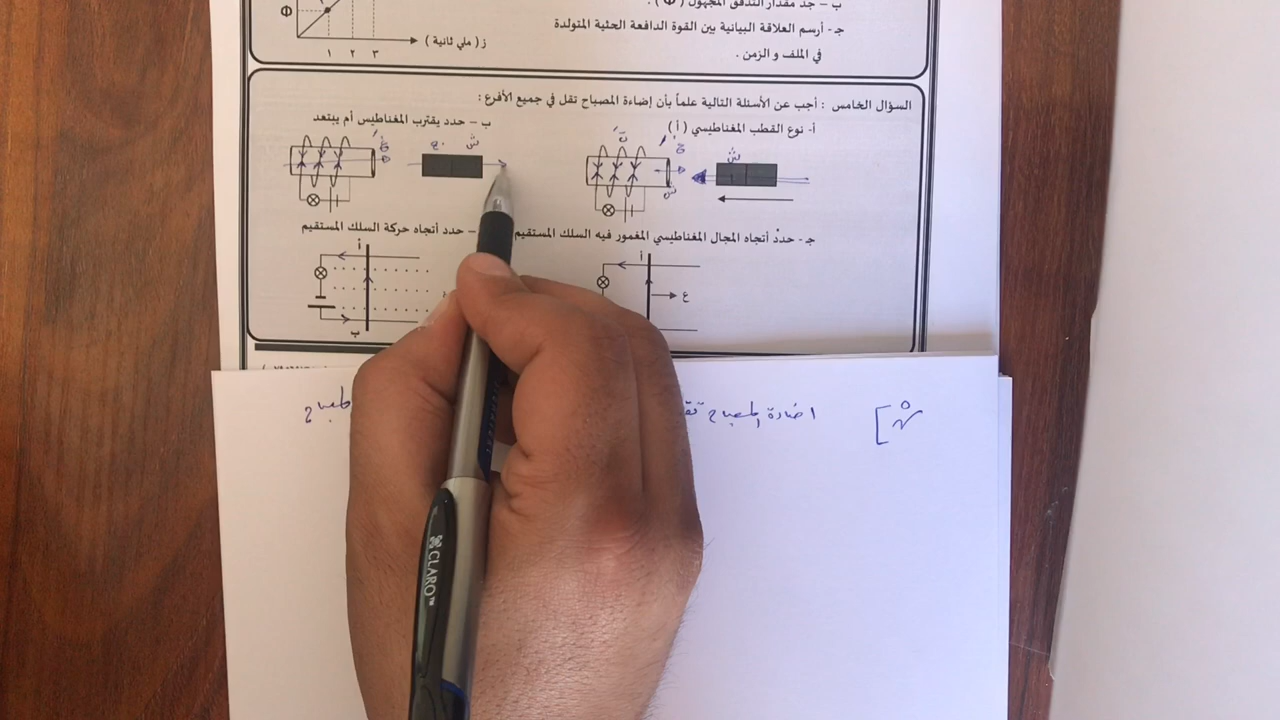 ب – جد مقدار التدفق المجهول ( Φ ) .
جـ - أرسم العلاقة البيانية بين القوة الدافعة الحثية المتولدة
في الملف و الزمن .
Φ
١ ٢ ٣
ز ( ملي ثانية )
السؤال الخامس : أجب عن الأسئلة التالية علماً بأن إضاءة المصباح تقل في جميع الأفرع :
أ- نوع القطب المغناطيسي ( أ )
ب – حدد يقترب المغناطيس أم يبتعد
ش
ش
ش
جـ- حددْ أتجاه المجال المغناطيسي المغمور فيه السلك المستقيم
– حدد أتجاه حركة السلك المستقيم
أ
ع
أ
ب
اضاءة المصباح
CLARO™